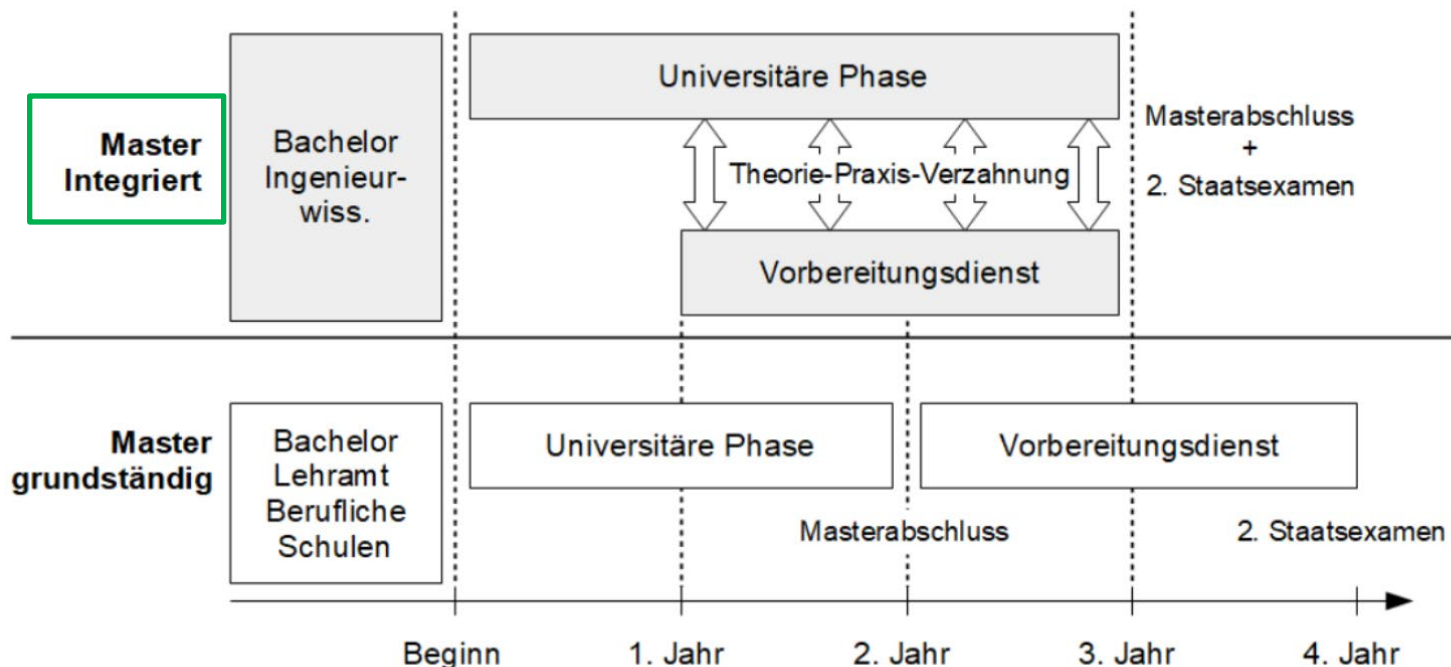 Master
Integriert
Bachelor
Ingenieur-
wiss.
Universitäre Phase
Theorie-Praxis-Verzahnung
Vorbereitungsdienst
Masterabschluss
+
2. Staatsexamen
Master
grundständig
Bachelor
Lehramt
Berufliche
Schulen
Universitäre Phase
Vorbereitungsdienst
Masterabschluss
2. Staatsexamen
Beginn
1. Jahr
2. Jahr
3. Jahr
4. Jahr